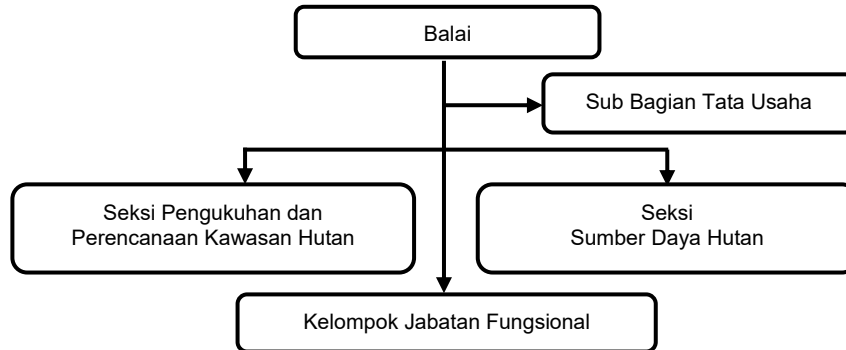 Balai
Sub Bagian Tata Usaha
Seksi Pengukuhan dan
Perencanaan Kawasan Hutan
Seksi
Sumber Daya Hutan
Kelompok Jabatan Fungsional